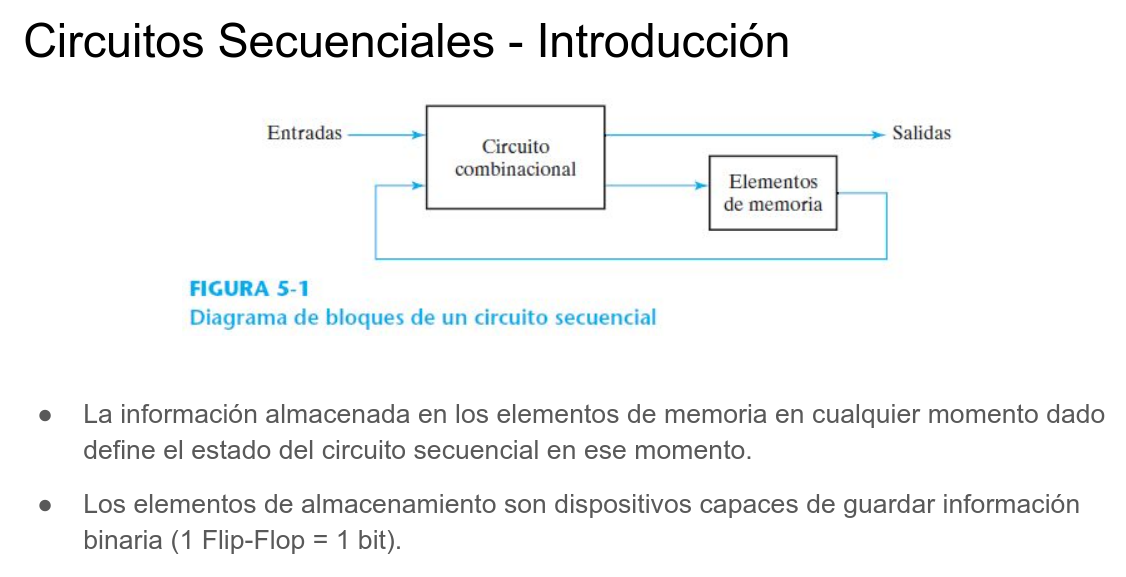 Circuitos Secuenciales - Introducción
Entradas
Circuito
combinacional
Salidas
Elementos
de memoria
FIGURA 5-1
Diagrama de bloques de un circuito secuencial
● La información almacenada en los elementos de memoria en cualquier momento dado
define el estado del circuito secuencial en ese momento.
● Los elementos de almacenamiento son dispositivos capaces de guardar información
binaria (1 Flip-Flop = 1 bit).